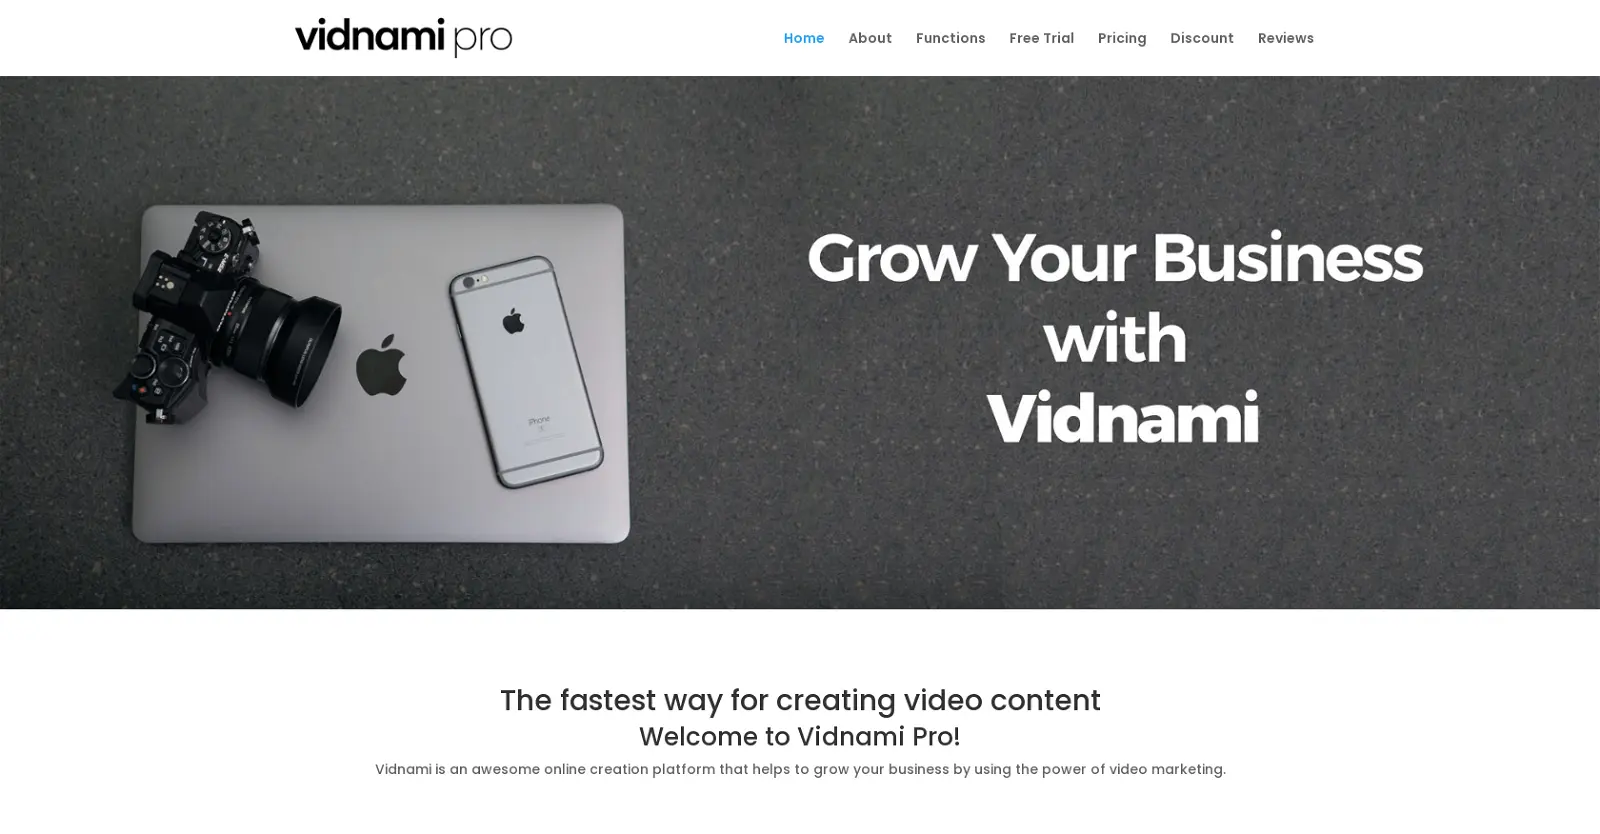 vidnami pro
Home About Functions Free Trial Pricing Discount Reviews
Grow Your Business
with
Vidnami
iPhone
The fastest way for creating video content
Welcome to Vidnami Pro!
Vidnami is an awesome online creation platform that helps to grow your business by using the power of video marketing.